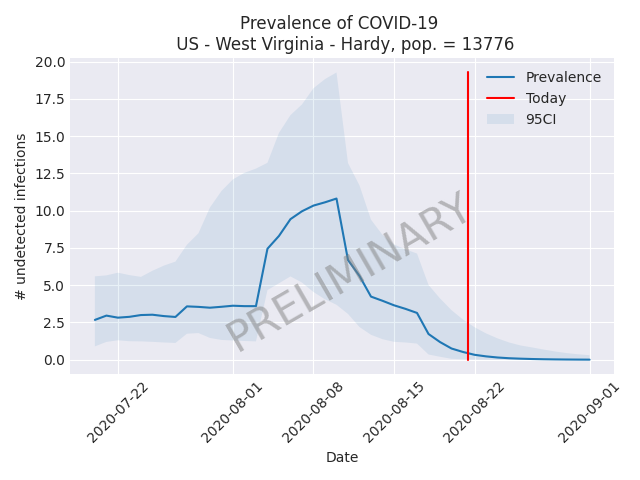 Prevalence of COVID-19
US - West Virginia - Hardy, pop. = 13776
20.0
17.5
15.0
12.5
10.0
7.5
5.0
2.5
0.0
# undetected infections
Prevalence
Today
95CI
PRELIMINARY
2020-07-22
2020-08-01
2020-08-08
2020-08-15
2020-08-22
2020-09-01
Date